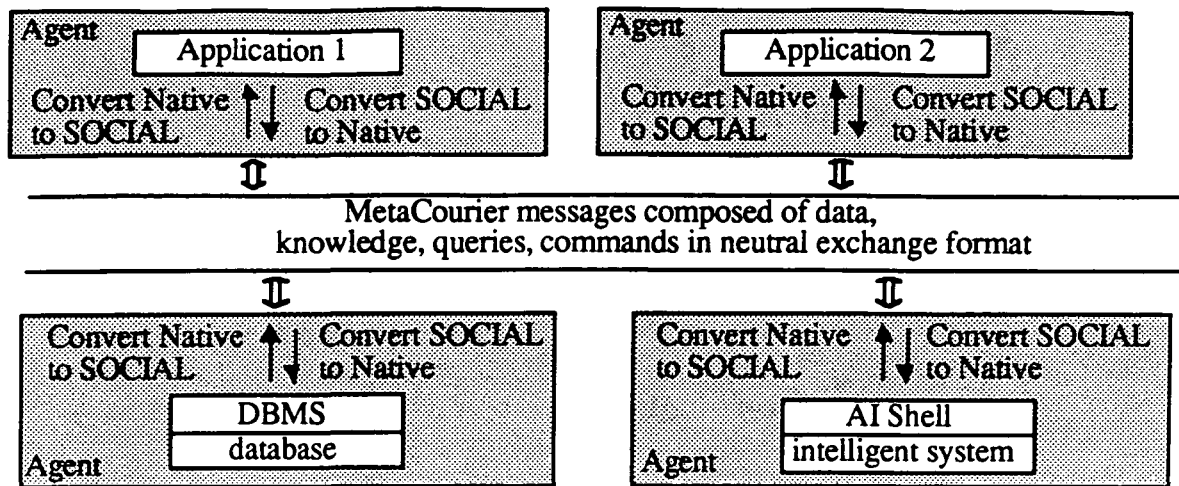 Agent
Application 1
Convert Native
to SOCIAL
Convert SOCIAL
to Native
Agent
Application 2
Convert Native
to SOCIAL
Convert SOCIAL
to Native
MetaCourier messages composed of data,
knowledge, queries, commands in neutral exchange format
Convert Native
to SOCIAL
Convert SOCIAL
to Native
DBMS
database
Agent
Convert Native
to SOCIAL
Convert SOCIAL
to Native
AI Shell
intelligent system
Agent